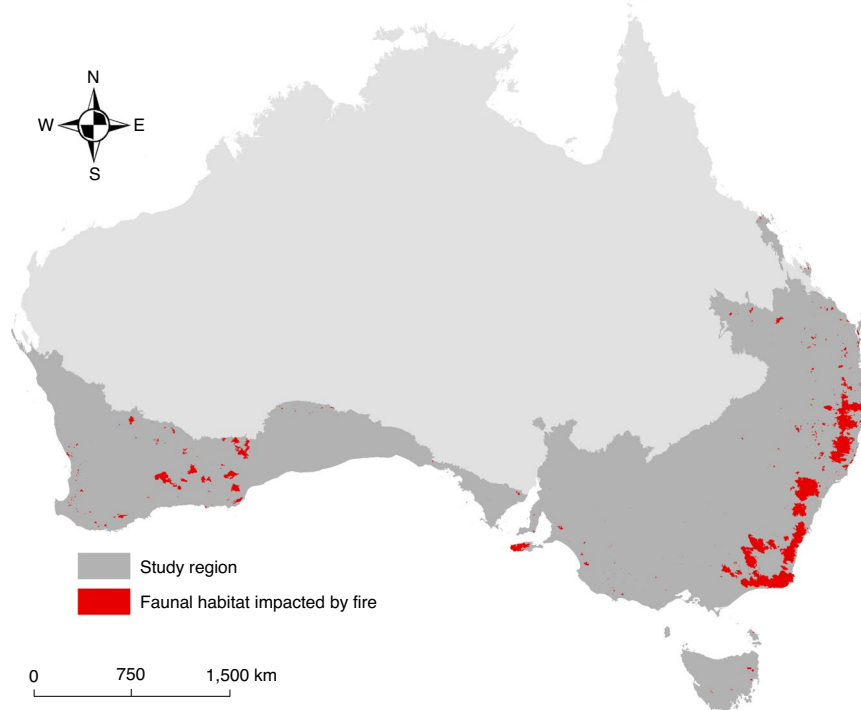 N
W E
S
Study region
Faunal habitat impacted by fire
0 750 1,500 km